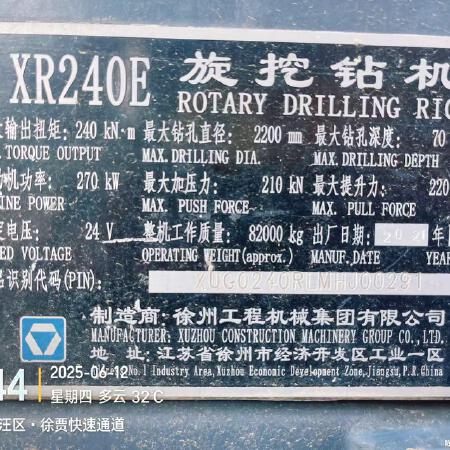 XR240E 旋挖钻机
ROTARY DRILLING RIG
输出扭矩: 240 kN·m 最大钻孔直径: 2200 mm 最大钻孔深度: 70
TORQUE OUTPUT MAX.DRILLING DIA. MAX.DRILLING DEPTH
机功率: 270 kW 最大加压力: 210 kN 最大提升力: 220
INE POWER MAX. PUSH FORCE MAX. PULL FORCE
电压: 24 V 整机工作质量: 82000 kg 出厂日期: 2021 年
ED VOLTAGE OPERATING WEIGHT(approx.) MANUF.DATE YEA
识别代码(PIN): XUG0240RLMHJ00291
制造商: 徐州工程机械集团有限公司
MANUFACTURER: XUZHOU CONSTRUCTION MACHINERY GROUP CO., LTD.
地 址: 江苏省徐州市经济开发区工业一区
No.1 Industry Area, Xuzhou Economic Development Zone, Jiangsu, P.R. China
44 2025-06-12
星期四 多云 32℃
汪区·徐贾快速通道